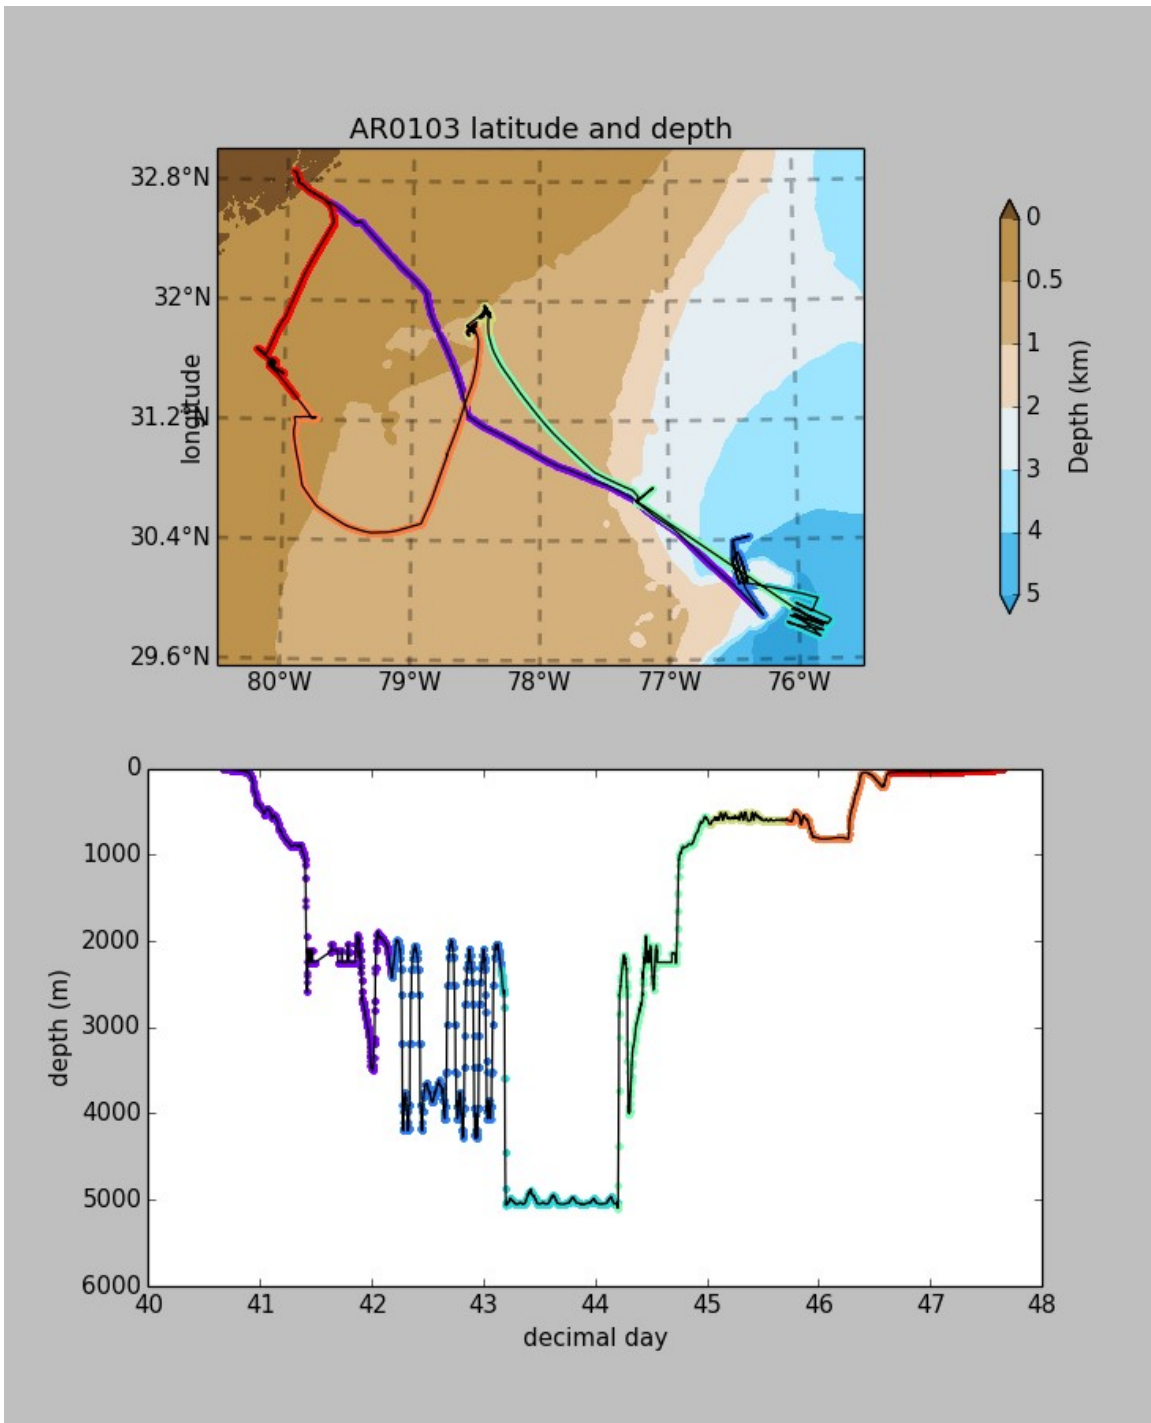 AR0103 latitude and depth
32.8°N
32°N
31.2°N
30.4°N
29.6°N
longitude
80°W 79°W 78°W 77°W 76°W
0
0.5
1
2
3
4
5
Depth (km)
0
1000
2000
3000
4000
5000
6000
depth (m)
40 41 42 43 44 45 46 47 48
decimal day